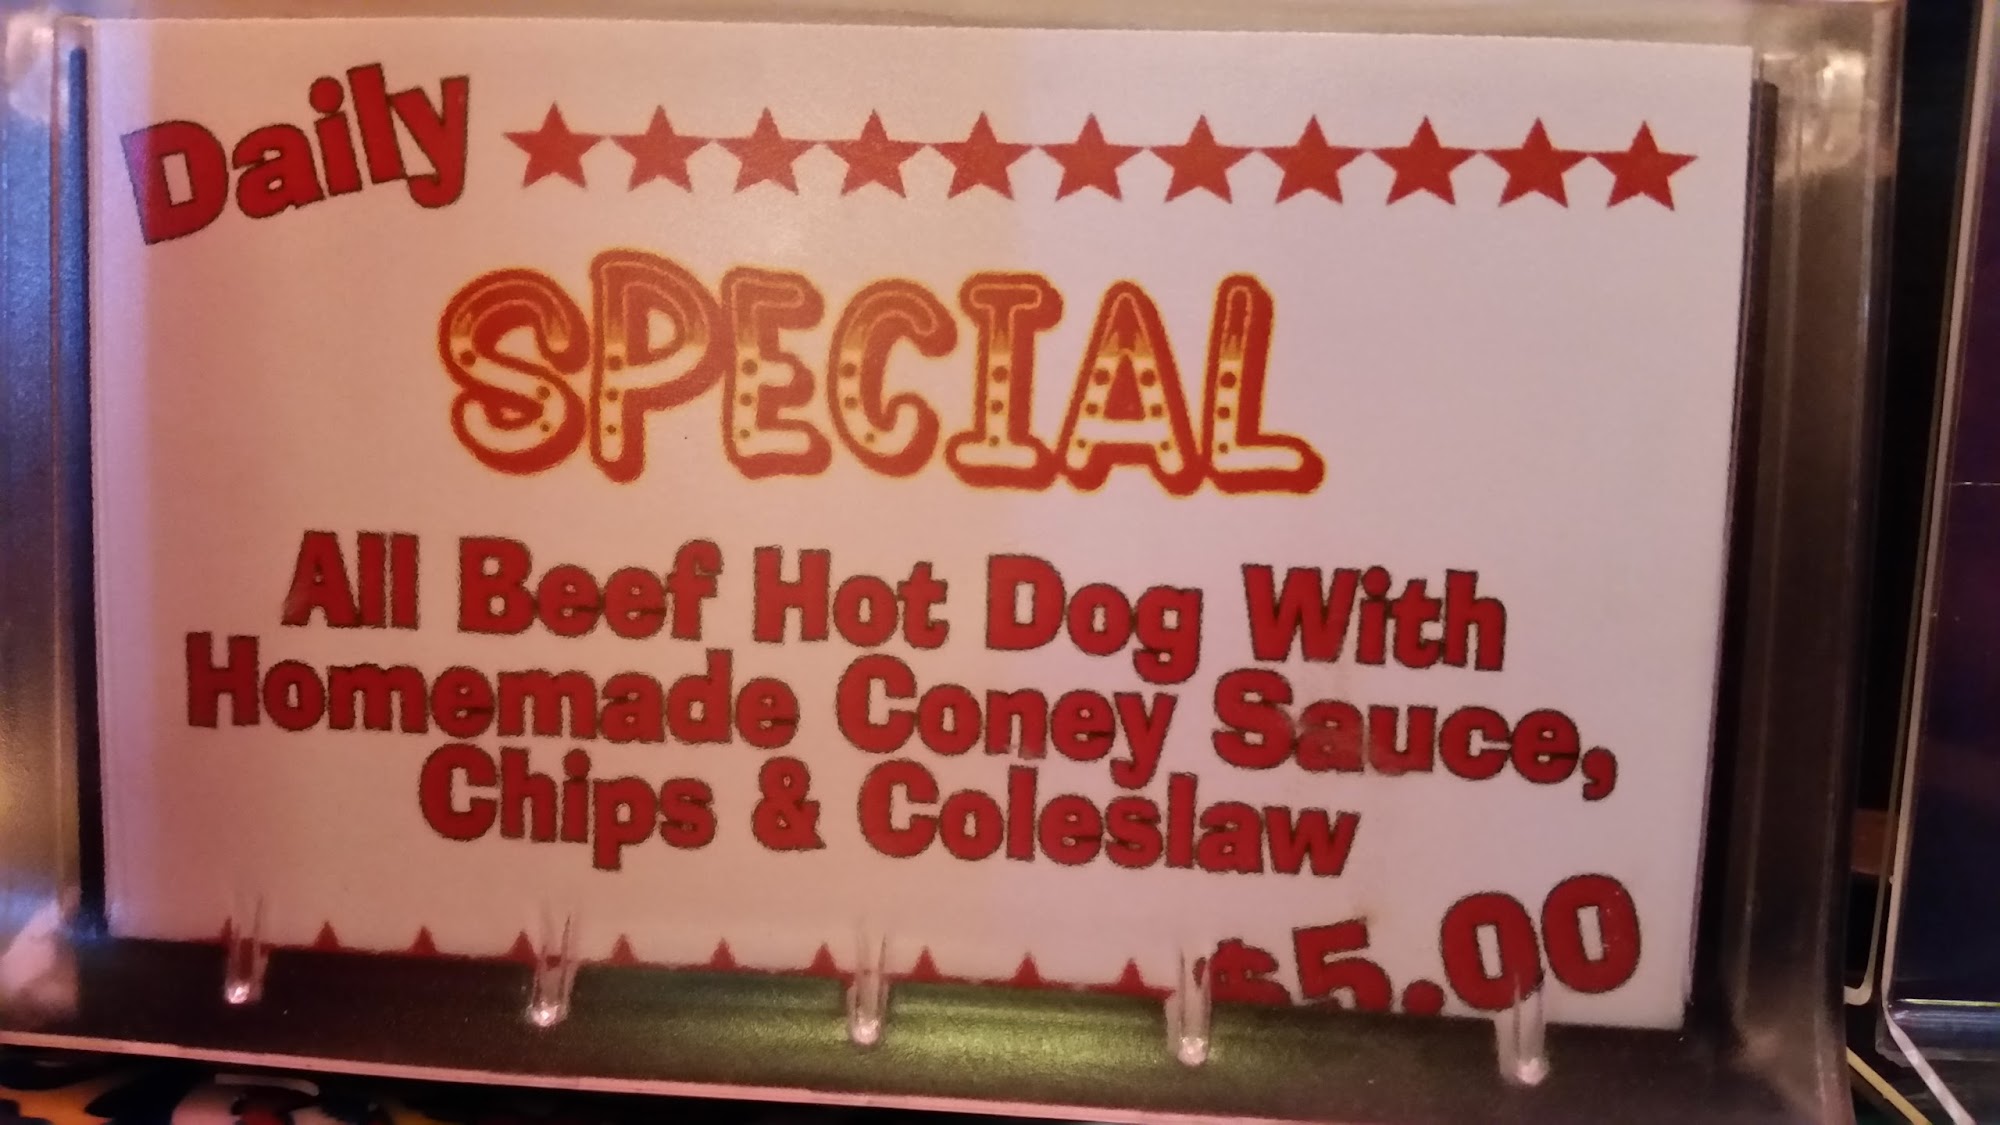 Daily
SPECIAL
All Beef Hot Dog With
Homemade Coney Sauce,
Chips & Coleslaw
$5.00